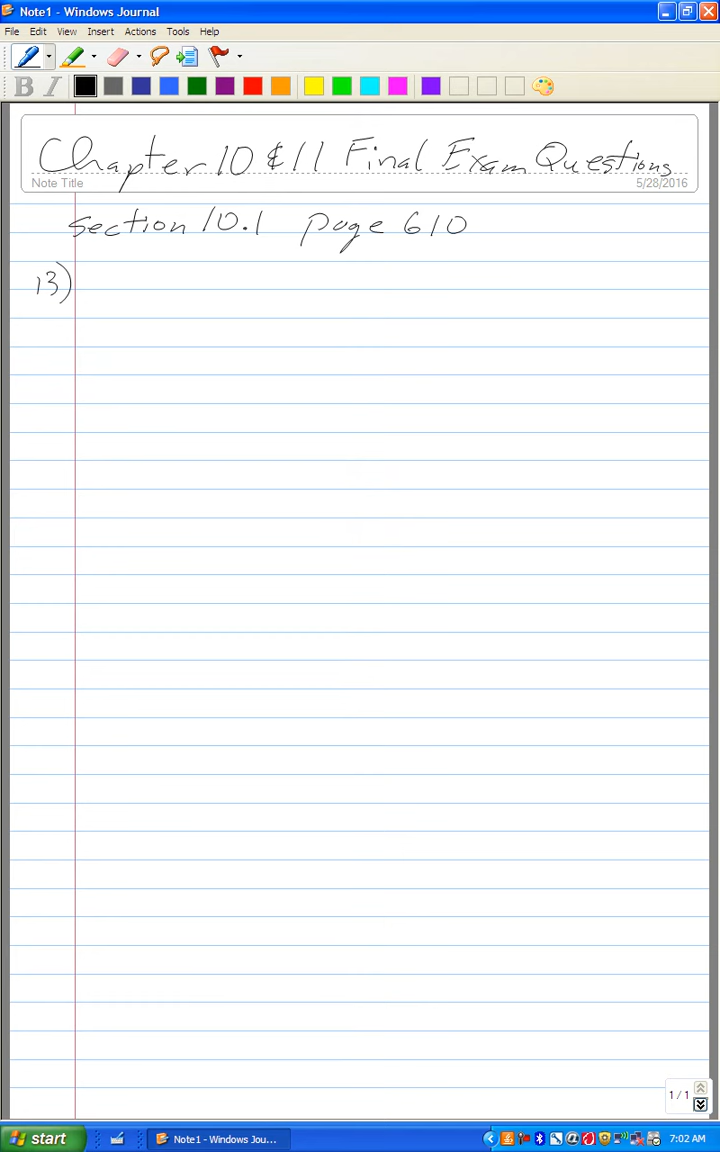 Note1 - Windows Journal
File Edit View Insert Actions Tools Help
B I
Chapter 10 & 11 Final Exam Questions
Note Title 5/28/2016
section 10.1 page 610
13)
1 / 1
start Note1 - Windows Jou... 7:02 AM